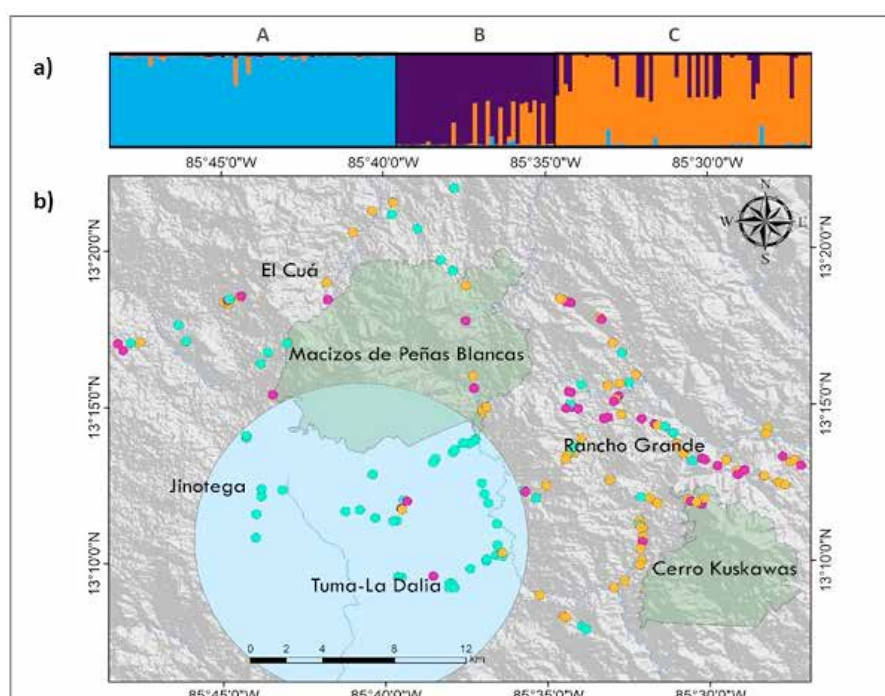 A B C
a)
85°45'0"W 85°40'0"W 85°35'0"W 85°30'0"W
b)
N
W E
S
13°20'0"N 13°20'0"N
El Cuá
Macizos de Peñas Blancas
13°15'0"N 13°15'0"N
Rancho Grande
Jinotega
13°10'0"N 13°10'0"N
Cerro Kuskawas
Tuma-La Dalia
0 2 4 8 12
km
85°45'0"W 85°40'0"W 85°35'0"W 85°30'0"W